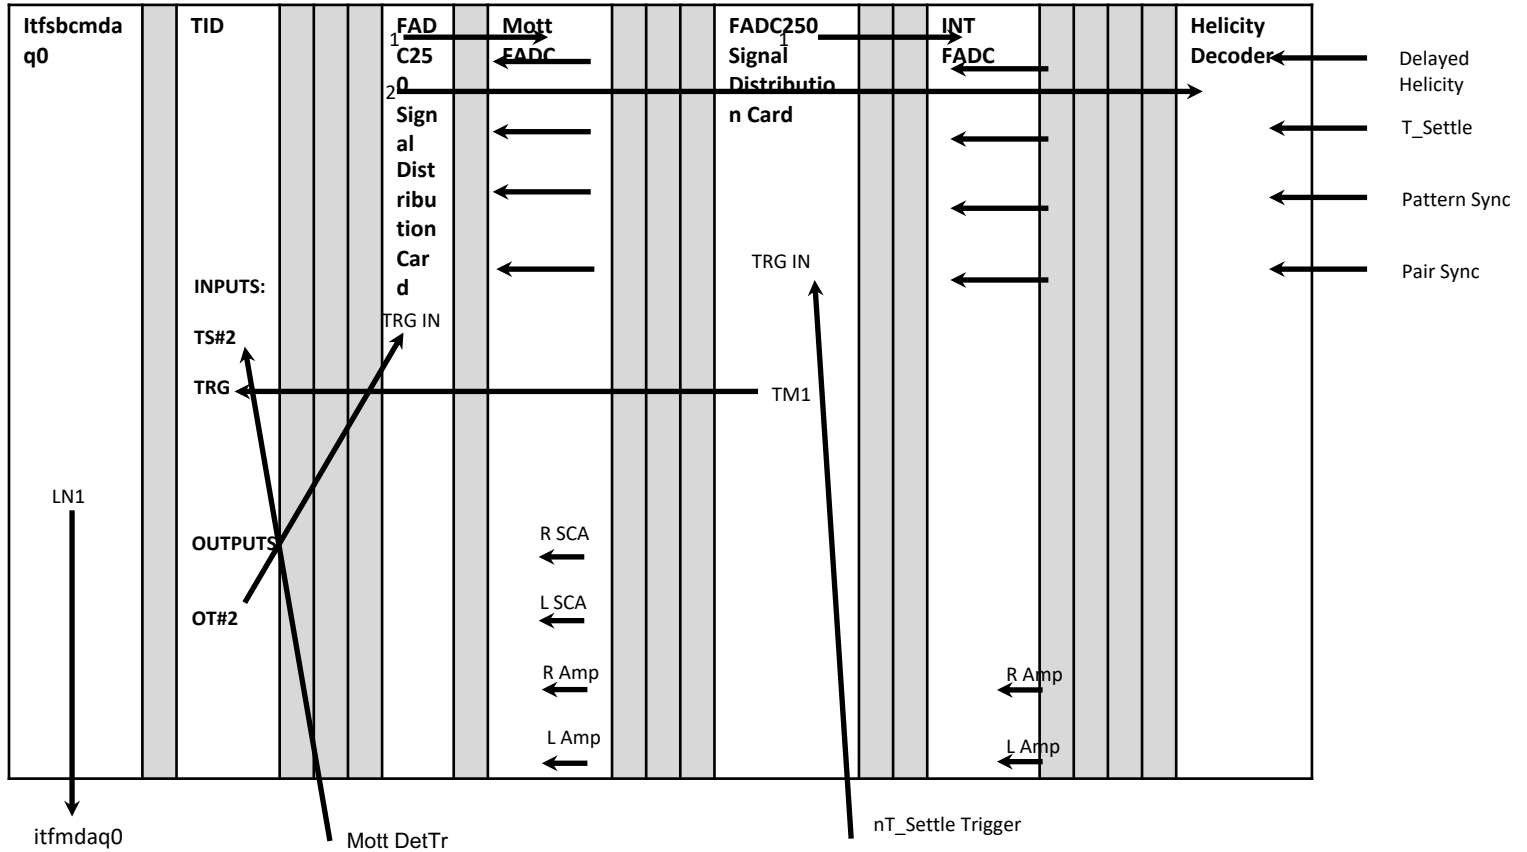 Itfsbcmda
q0
TID
FAD
C25
0
Sign
al
Dist
ribu
tion
Car
d
1
2
Mott
FADC
FADC250
Signal
Distributio
n Card
1
INT
FADC
Helicity
Decoder
Delayed
Helicity
T_Settle
Pattern Sync
Pair Sync
INPUTS:
TS#2
TRG
TRG IN
TRG IN
TM1
LN1
OUTPUTS
OT#2
R SCA
L SCA
R Amp
L Amp
R Amp
L Amp
itfmdaq0
Mott DetTr
nT_Settle Trigger